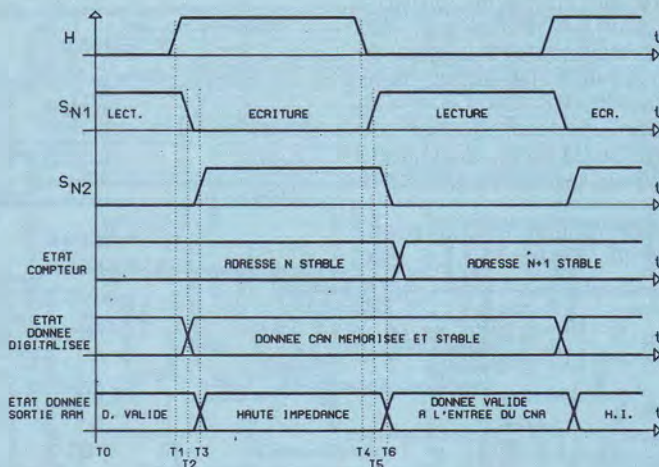 H
t
SN1
LECT.
ECRITURE
LECTURE
ECR.
t
SN2
t
ETAT
COMPTEUR
ADRESSE N STABLE
ADRESSE N+1 STABLE
t
ETAT
DONNEE
DIGITALISEE
DONNEE CAN MEMORISEE ET STABLE
t
ETAT DONNEE
SORTIE RAM
D. VALIDE
HAUTE IMPEDANCE
DONNEE VALIDE
A L'ENTREE DU CNA
H.I.
t
T0 T1 T3 T4 T6
T2 T5